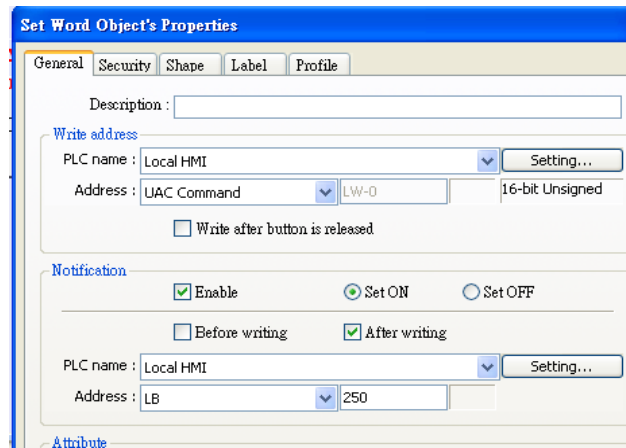 Set Word Object's Properties
General Security Shape Label Profile
Description :
Write address
PLC name : Local HMI Setting...
Address : UAC Command LW-0 16-bit Unsigned
Write after button is released
Notification
Enable Set ON Set OFF
Before writing After writing
PLC name : Local HMI Setting...
Address : LB 250
Attribute